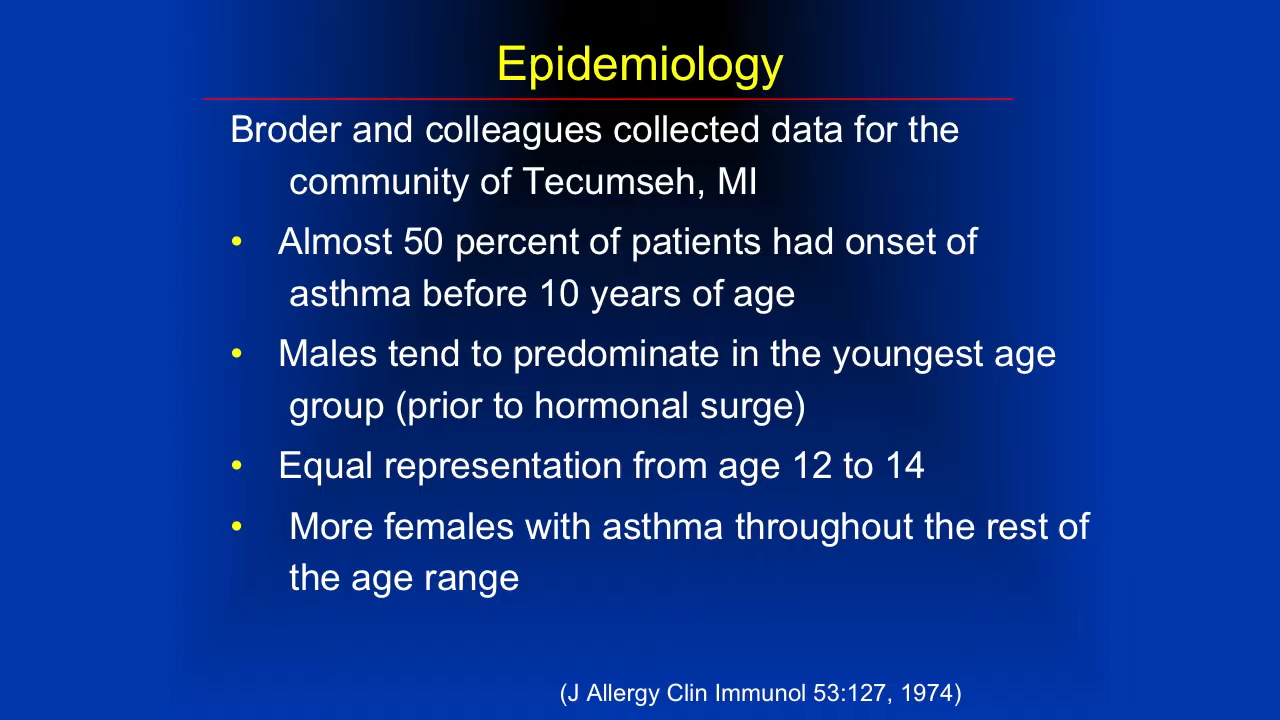 Epidemiology
Broder and colleagues collected data for the
community of Tecumseh, MI
• Almost 50 percent of patients had onset of
asthma before 10 years of age
• Males tend to predominate in the youngest age
group (prior to hormonal surge)
• Equal representation from age 12 to 14
• More females with asthma throughout the rest of
the age range
(J Allergy Clin Immunol 53:127, 1974)